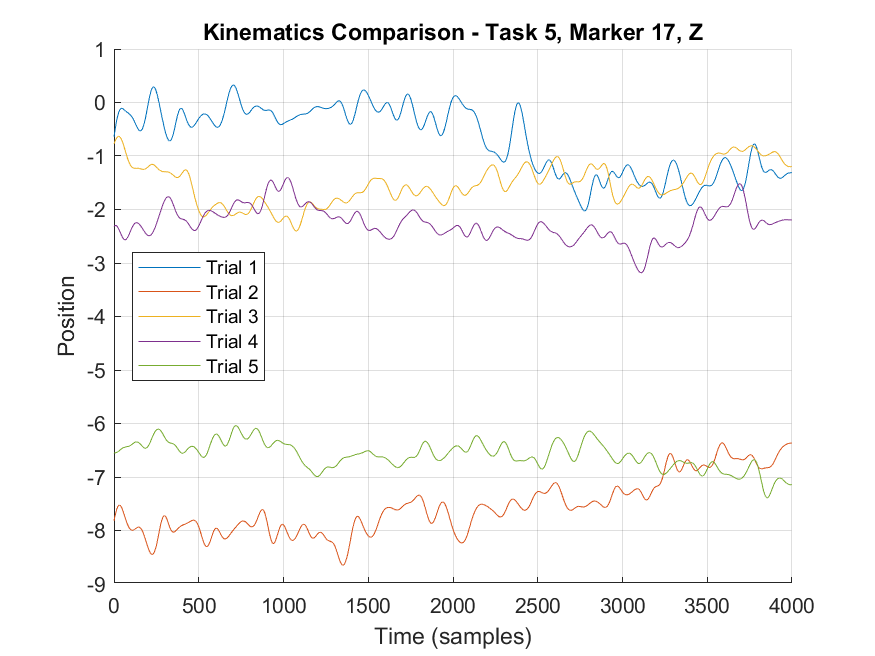 Kinematics Comparison - Task 5, Marker 17, Z
1
0
-1
-2
-3
-4
-5
-6
-7
-8
-9
Position
Trial 1
Trial 2
Trial 3
Trial 4
Trial 5
0 500 1000 1500 2000 2500 3000 3500 4000
Time (samples)